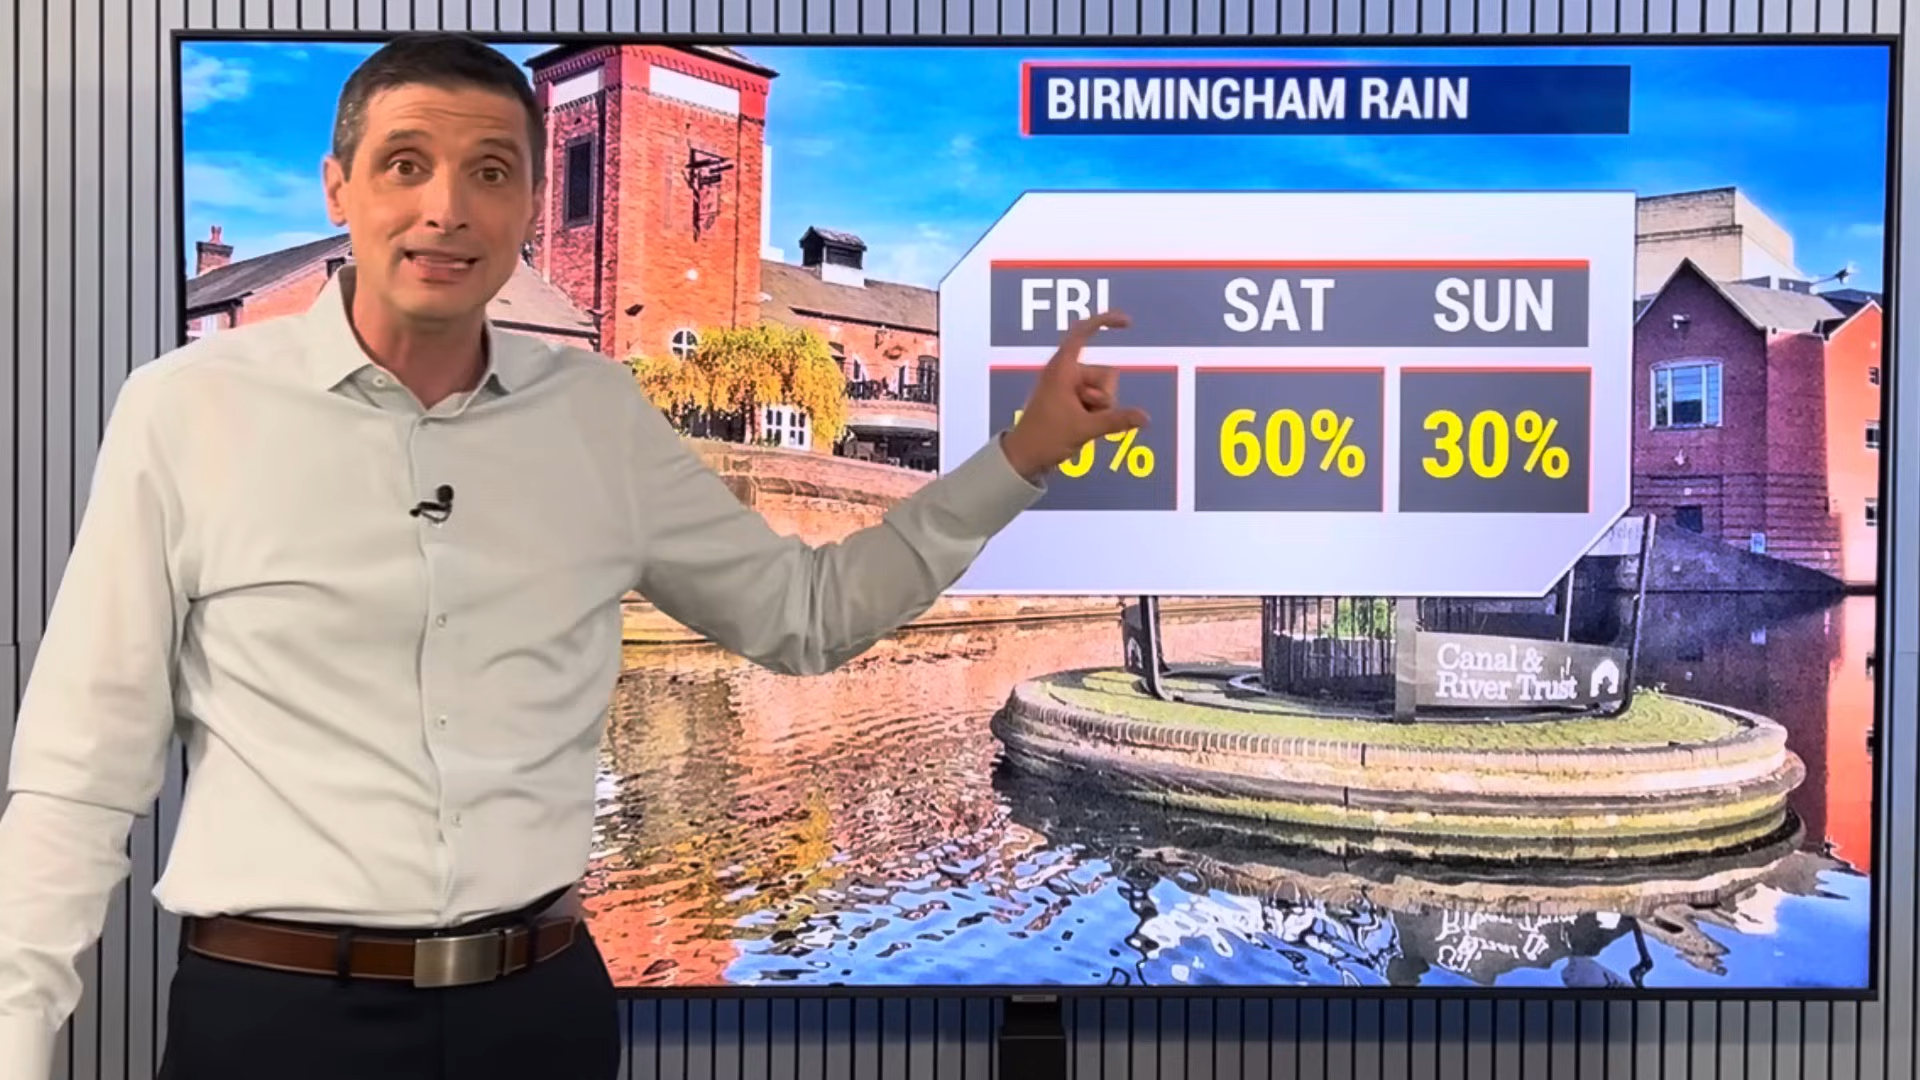 BIRMINGHAM RAIN
FRI SAT SUN
60% 30%
Canal &
River Trust